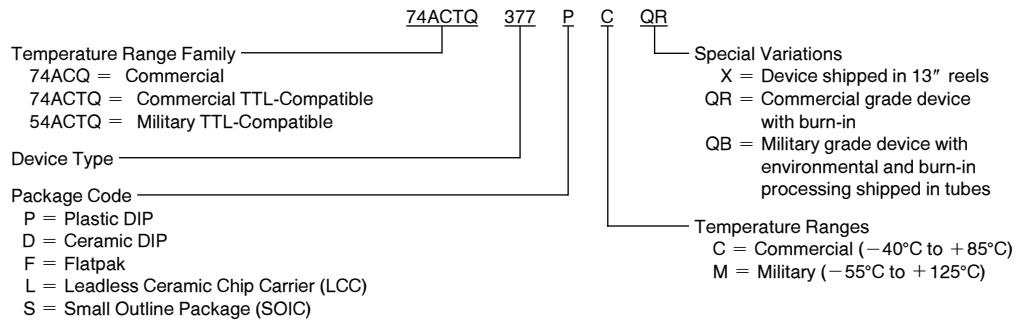 74ACTQ 377 P C QR
Temperature Range Family
74ACQ = Commercial
74ACTQ = Commercial TTL-Compatible
54ACTQ = Military TTL-Compatible
Device Type
Package Code
P = Plastic DIP
D = Ceramic DIP
F = Flatpak
L = Leadless Ceramic Chip Carrier (LCC)
S = Small Outline Package (SOIC)
Special Variations
X = Device shipped in 13″ reels
QR = Commercial grade device
with burn-in
QB = Military grade device with
environmental and burn-in
processing shipped in tubes
Temperature Ranges
C = Commercial (−40°C to +85°C)
M = Military (−55°C to +125°C)